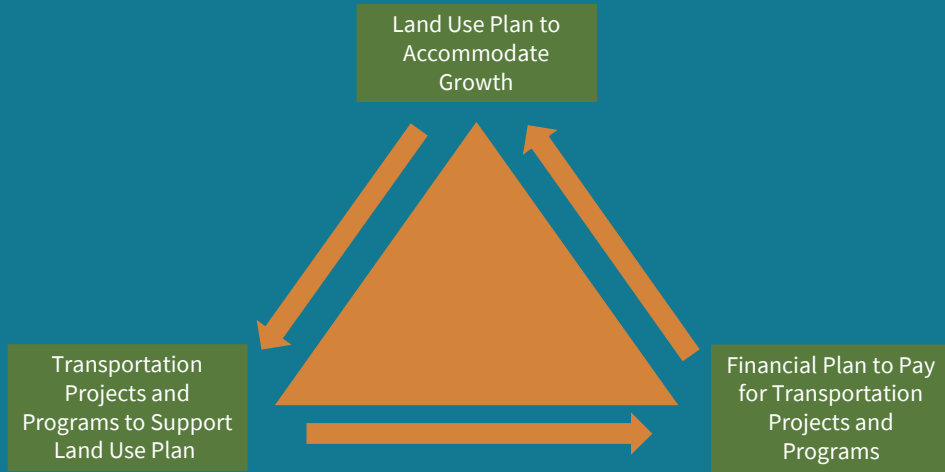 Land Use Plan to
Accommodate
Growth
Transportation
Projects and
Programs to Support
Land Use Plan
Financial Plan to Pay
for Transportation
Projects and
Programs